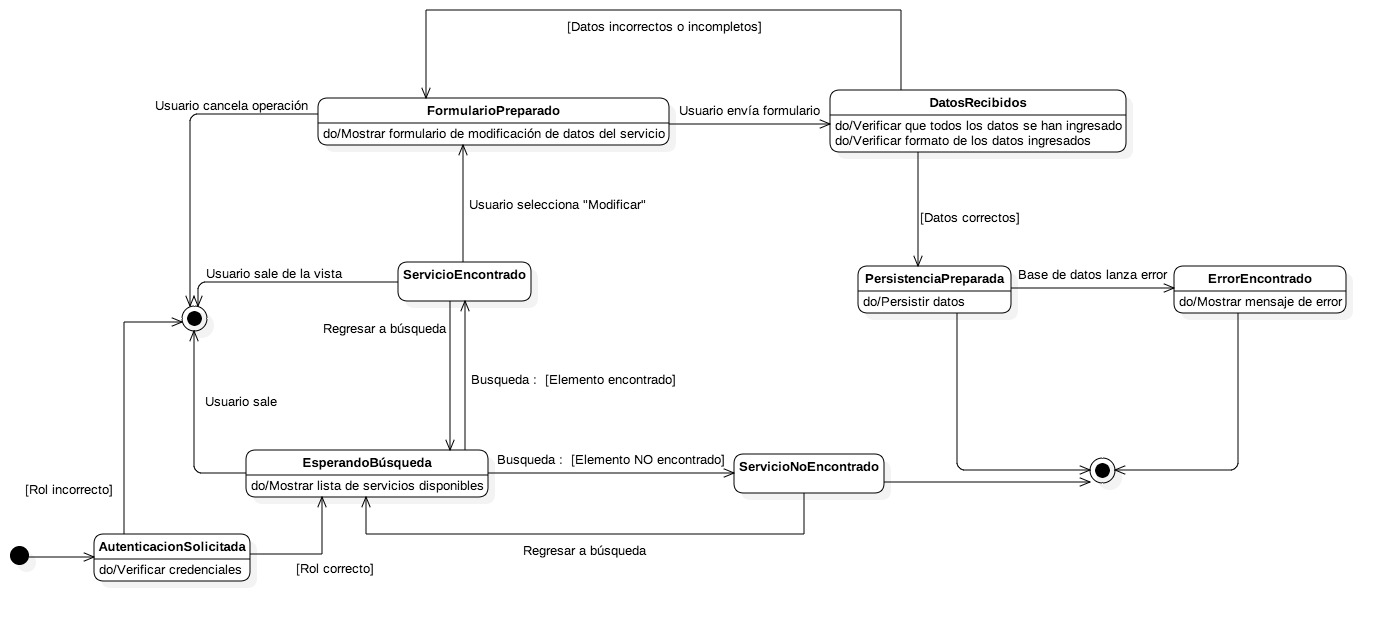 [Datos incorrectos o incompletos]
Usuario cancela operación
FormularioPreparado
do/Mostrar formulario de modificación de datos del servicio
Usuario envía formulario
DatosRecibidos
do/Verificar que todos los datos se han ingresado
do/Verificar formato de los datos ingresados
Usuario selecciona "Modificar"
[Datos correctos]
Usuario sale de la vista
ServicioEncontrado
PersistenciaPreparada
do/Persistir datos
Base de datos lanza error
ErrorEncontrado
do/Mostrar mensaje de error
Regresar a búsqueda
Busqueda : [Elemento encontrado]
Usuario sale
EsperandoBúsqueda
do/Mostrar lista de servicios disponibles
Busqueda : [Elemento NO encontrado]
ServicioNoEncontrado
[Rol incorrecto]
AutenticacionSolicitada
do/Verificar credenciales
[Rol correcto]
Regresar a búsqueda